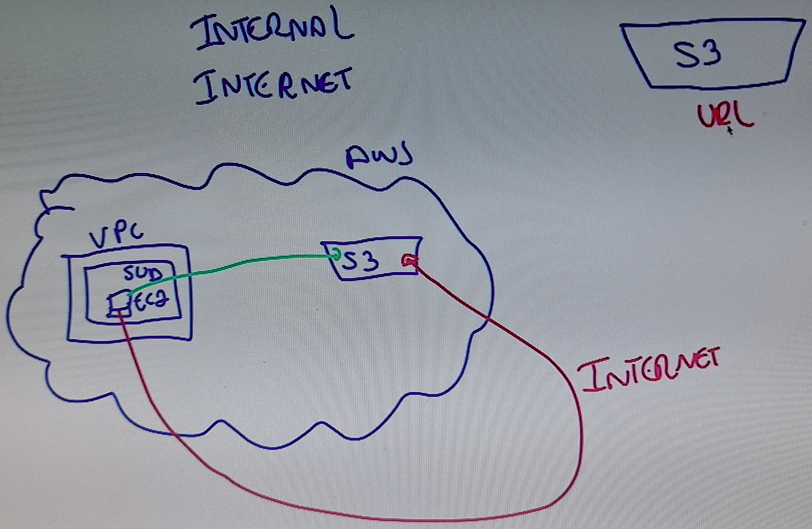 INTERNAL
INTERNET
S3
URL
AWS
VPC
SUB
EC2
S3
INTERNET